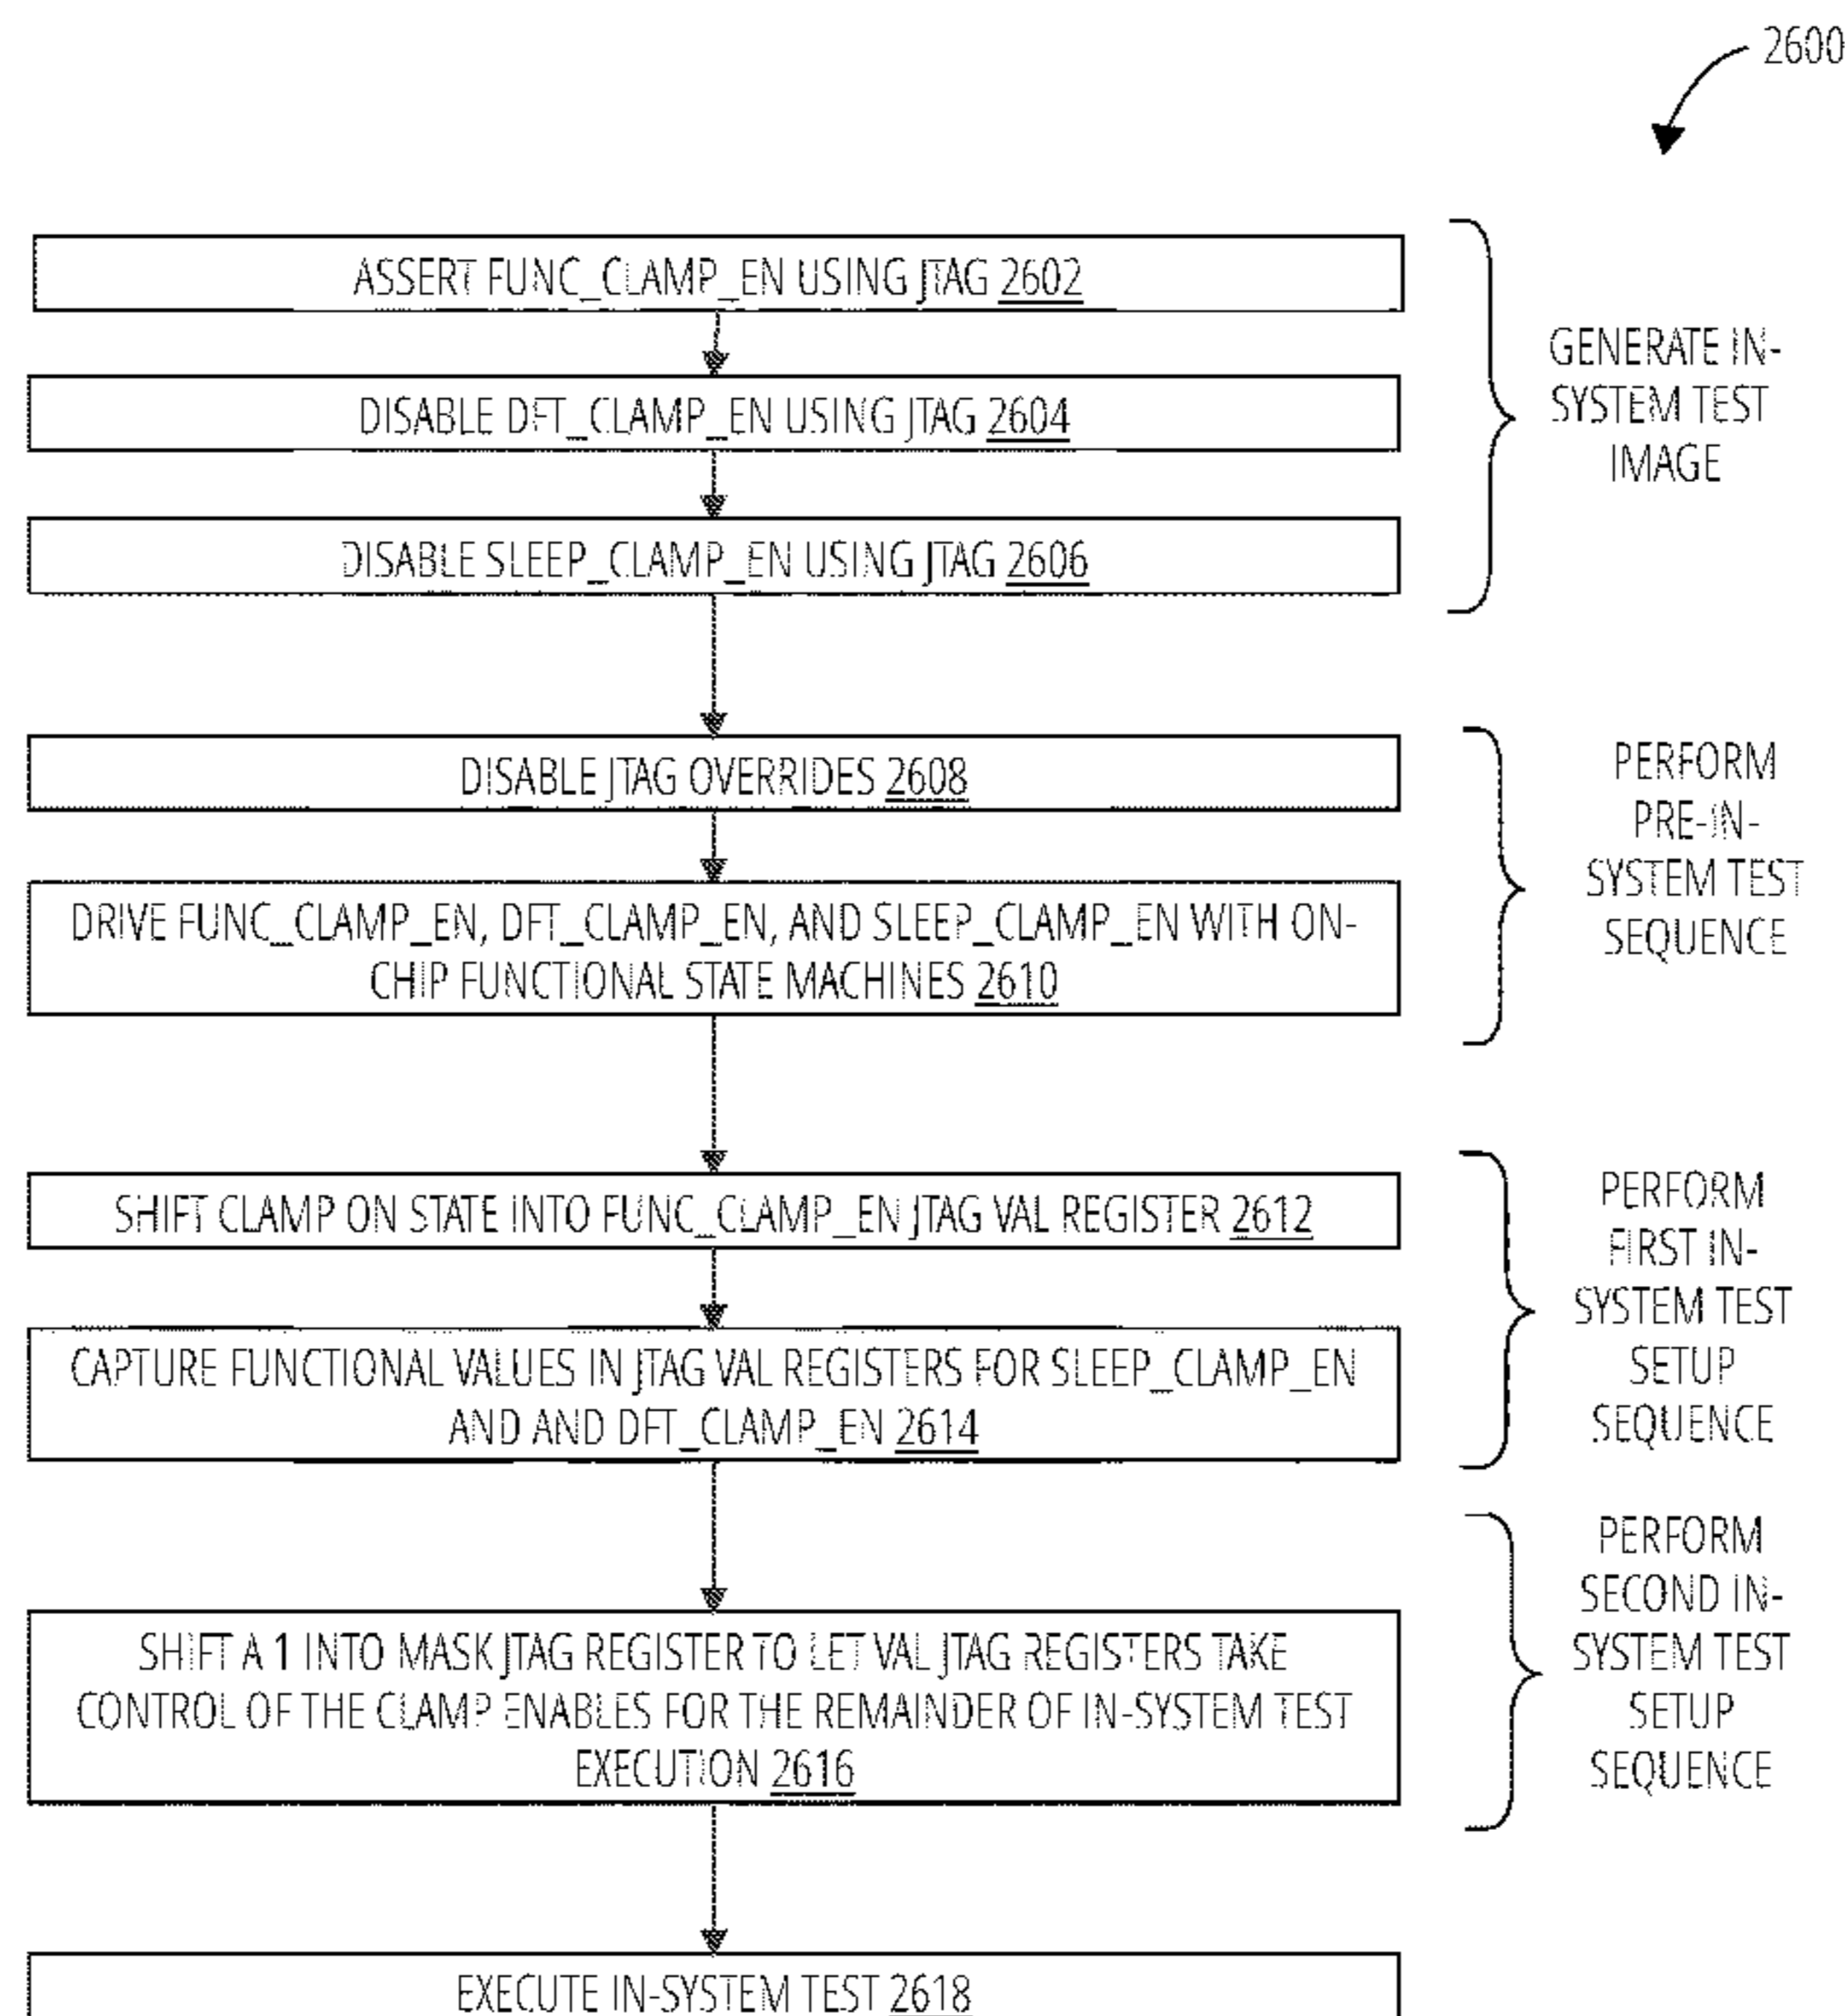 2600
ASSERT FUNC_CLAMP_EN USING JTAG 2602
DISABLE DFT_CLAMP_EN USING JTAG 2604
DISABLE SLEEP_CLAMP_EN USING JTAG 2606
GENERATE IN-
SYSTEM TEST
IMAGE
DISABLE JTAG OVERRIDES 2608
DRIVE FUNC_CLAMP_EN, DFT_CLAMP_EN, AND SLEEP_CLAMP_EN WITH ON-
CHIP FUNCTIONAL STATE MACHINES 2610
PERFORM
PRE-IN-
SYSTEM TEST
SEQUENCE
SHIFT CLAMP ON STATE INTO FUNC_CLAMP_EN JTAG VAL REGISTER 2612
CAPTURE FUNCTIONAL VALUES IN JTAG VAL REGISTERS FOR SLEEP_CLAMP_EN
AND AND DFT_CLAMP_EN 2614
PERFORM
FIRST IN-
SYSTEM TEST
SETUP
SEQUENCE
SHIFT A 1 INTO MASK JTAG REGISTER TO LET VAL JTAG REGISTERS TAKE
CONTROL OF THE CLAMP ENABLES FOR THE REMAINDER OF IN-SYSTEM TEST
EXECUTION 2616
PERFORM
SECOND IN-
SYSTEM TEST
SETUP
SEQUENCE
EXECUTE IN-SYSTEM TEST 2618